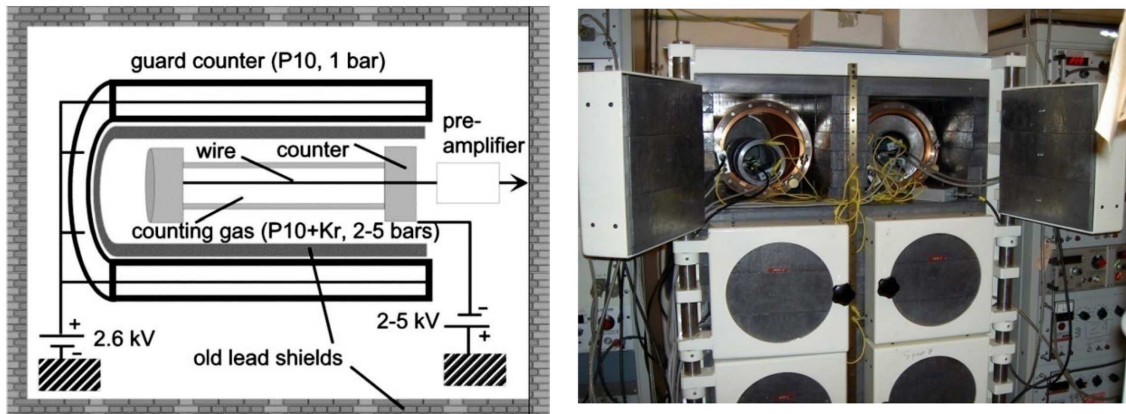 guard counter (P10, 1 bar)
pre-
amplifier
wire
counter
counting gas (P10+Kr, 2-5 bars)
+
-
2.6 kV
2-5 kV
-
+
old lead shields